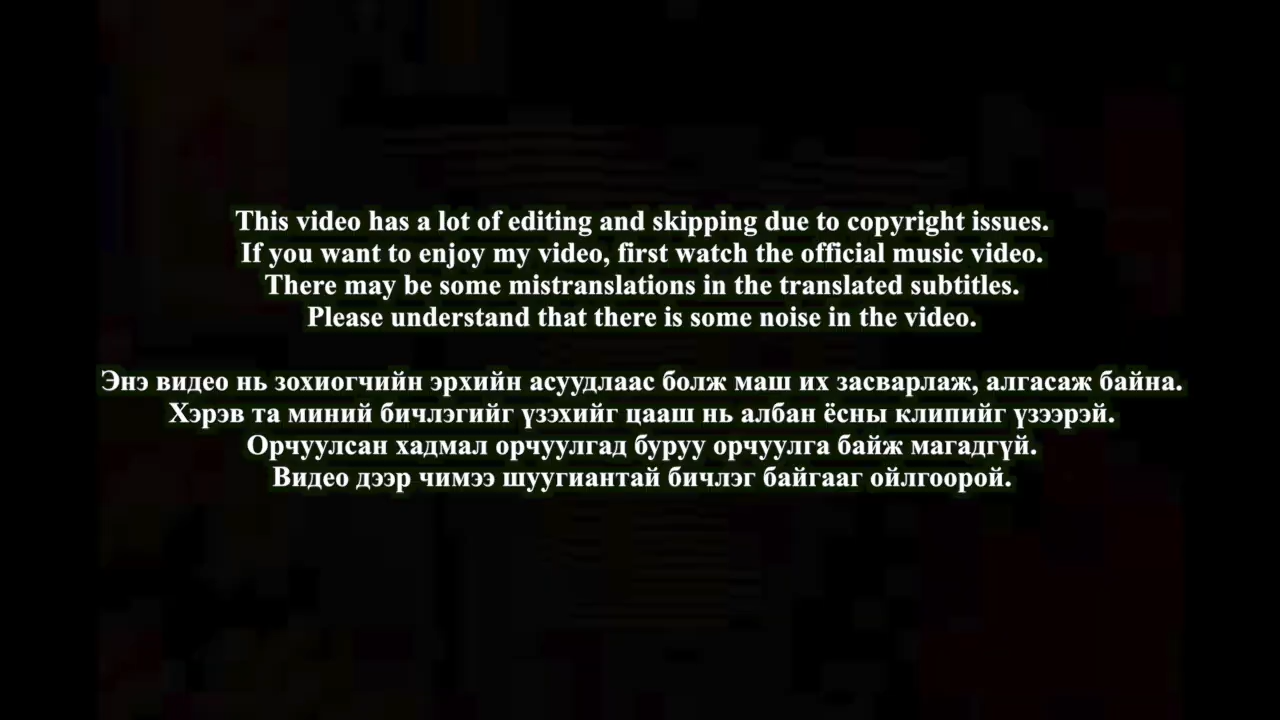 This video has a lot of editing and skipping due to copyright issues.
If you want to enjoy my video, first watch the official music video.
There may be some mistranslations in the translated subtitles.
Please understand that there is some noise in the video.
Энэ видео нь зохиогчийн эрхийн асуудлаас болж маш их засварлаж, алгасаж байна.
Хэрэв та миний бичлэгийг үзэхийг цааш нь албан ёсны клипийг үзээрэй.
Орчуулсан хадмал орчуулгад буруу орчуулга байж магадгүй.
Видео дээр чимээ шуугиантай бичлэг байгааг ойлгоорой.